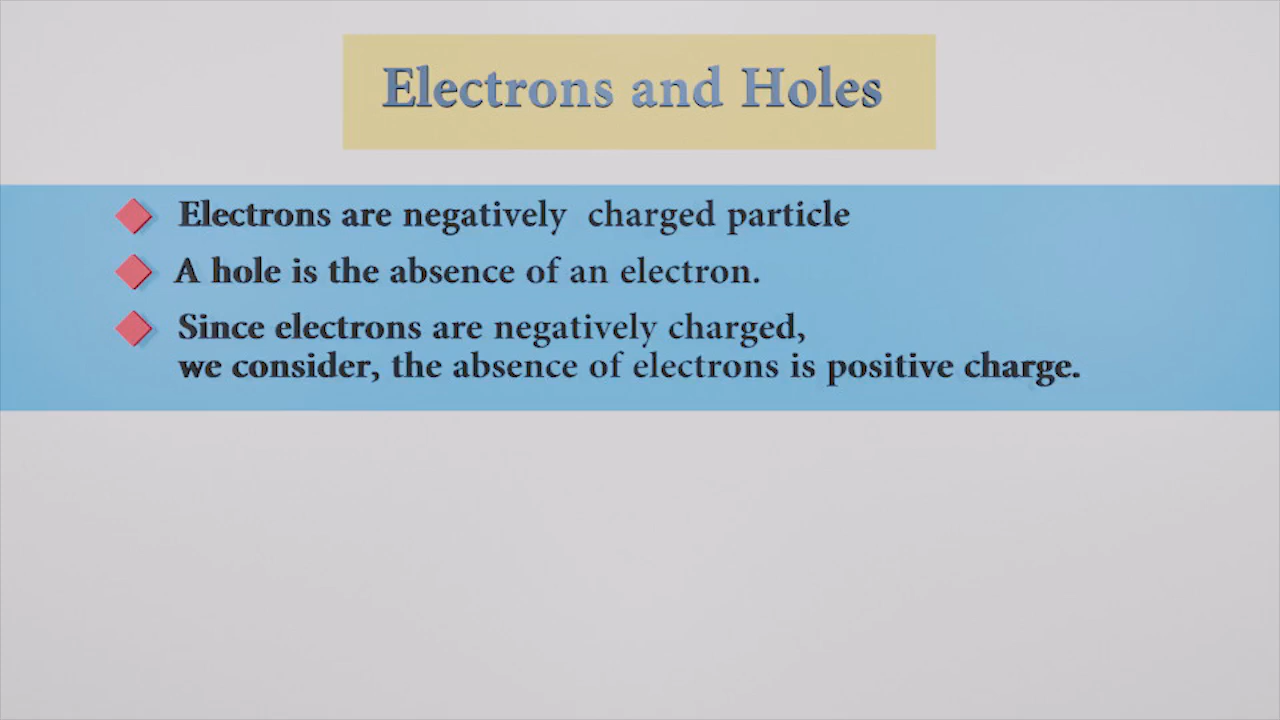 Electrons and Holes
Electrons are negatively charged particle
A hole is the absence of an electron.
Since electrons are negatively charged,
we consider, the absence of electrons is positive charge.